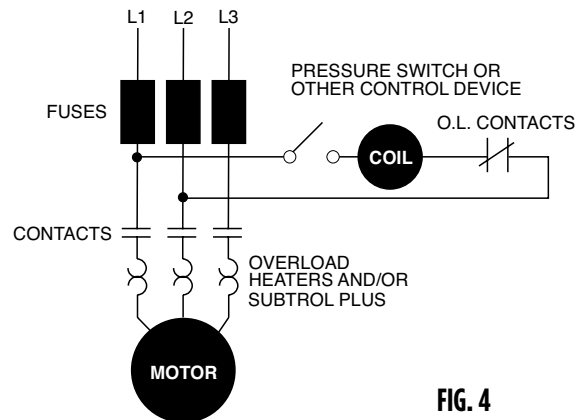 L1 L2 L3
FUSES
PRESSURE SWITCH OR
OTHER CONTROL DEVICE
O.L. CONTACTS
COIL
CONTACTS
OVERLOAD
HEATERS AND/OR
SUBTROL PLUS
MOTOR
FIG. 4